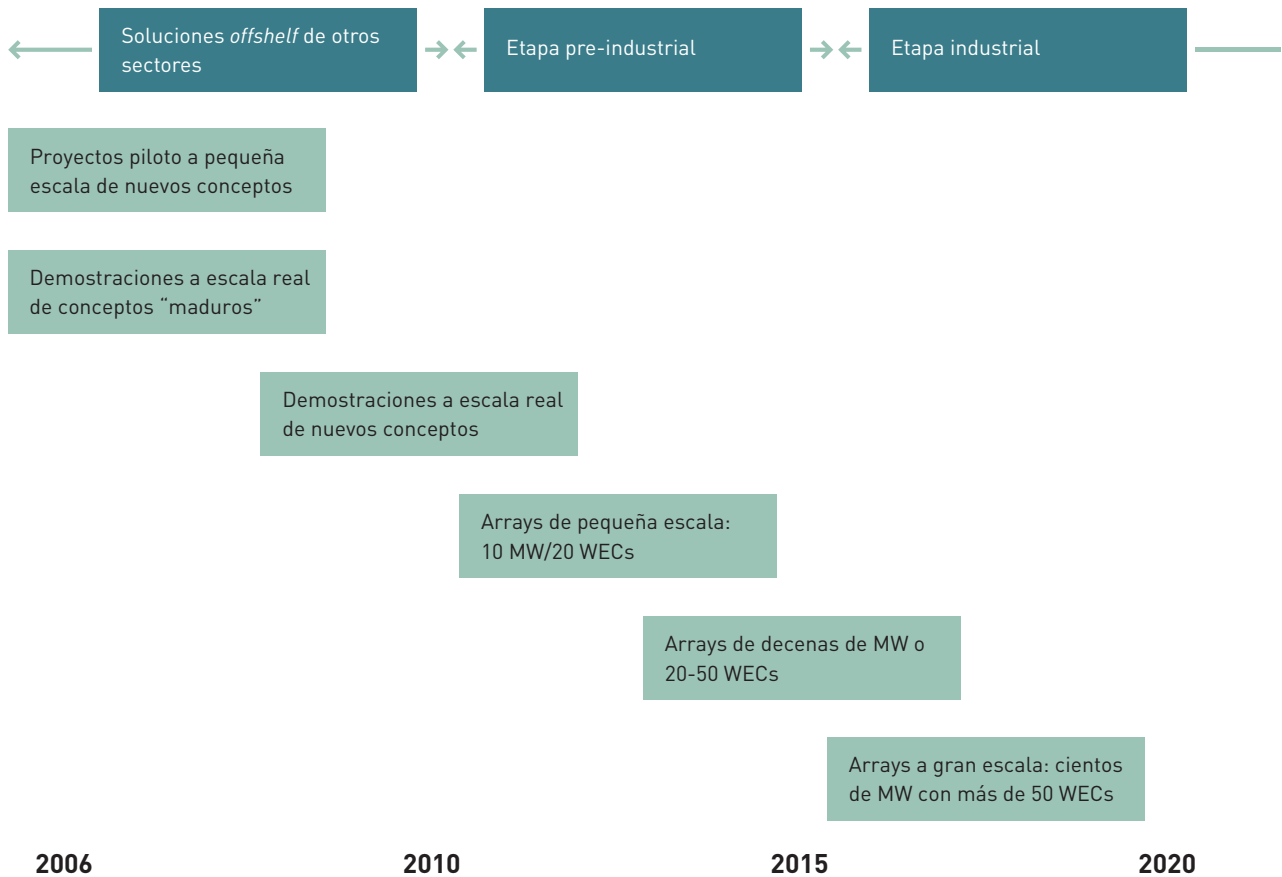 Soluciones offshelf de otros
sectores
Etapa pre-industrial
Etapa industrial
Proyectos piloto a pequeña
escala de nuevos conceptos
Demostraciones a escala real
de conceptos “maduros”
Demostraciones a escala real
de nuevos conceptos
Arrays de pequeña escala:
10 MW/20 WECs
Arrays de decenas de MW o
20-50 WECs
Arrays a gran escala: cientos
de MW con más de 50 WECs
2006 2010 2015 2020